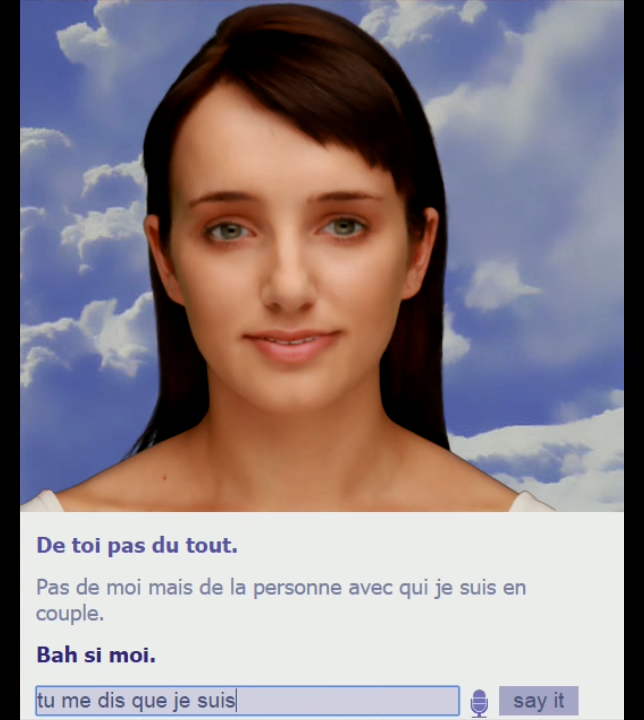 De toi pas du tout.
Pas de moi mais de la personne avec qui je suis en
couple.
Bah si moi.
tu me dis que je suis
say it